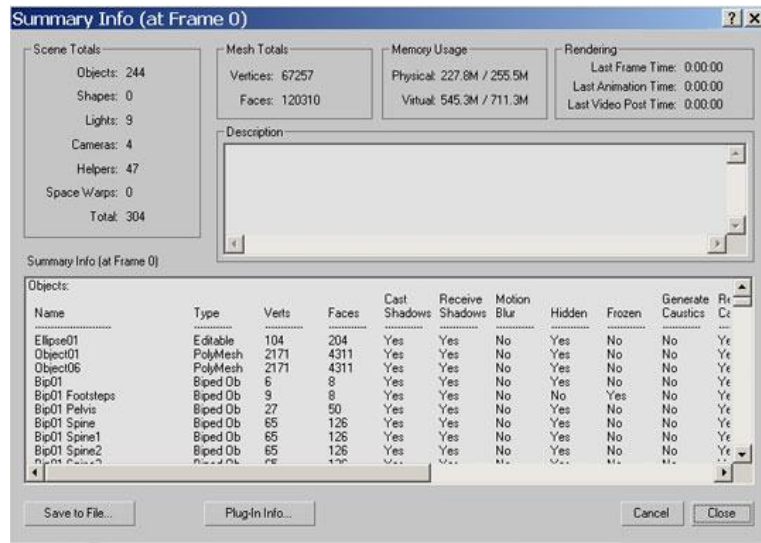 Summary Info (at Frame 0)
Scene Totals
Objects: 244
Shapes: 0
Lights: 9
Cameras: 4
Helpers: 47
Space Warps: 0
Total: 304
Mesh Totals
Vertices: 67257
Faces: 120310
Memory Usage
Physical: 227.8M / 255.5M
Virtual: 545.3M / 711.3M
Rendering
Last Frame Time: 0:00:00
Last Animation Time: 0:00:00
Last Video Post Time: 0:00:00
Description
Summary Info (at Frame 0)
Objects:
Name Type Verts Faces Cast Shadows Receive Shadows Motion Blur Hidden Frozen Generate Caustics
Ellipse01 Editable 104 204 Yes Yes No Yes No No Ye
Object01 PolyMesh 2171 4311 Yes Yes No Yes No No Ye
Object06 PolyMesh 2171 4311 Yes Yes No Yes No No Ye
Bip01 Biped Ob 6 8 Yes Yes No Yes No No Ye
Bip01 Footsteps Biped Ob 9 8 Yes Yes No No Yes No Ye
Bip01 Pelvis Biped Ob 27 50 Yes Yes No Yes No No Ye
Bip01 Spine Biped Ob 65 126 Yes Yes No Yes No No Ye
Bip01 Spine1 Biped Ob 65 126 Yes Yes No Yes No No Ye
Bip01 Spine2 Biped Ob 65 126 Yes Yes No Yes No No Ye
Save to File...
Plug-In Info...
Cancel
Close